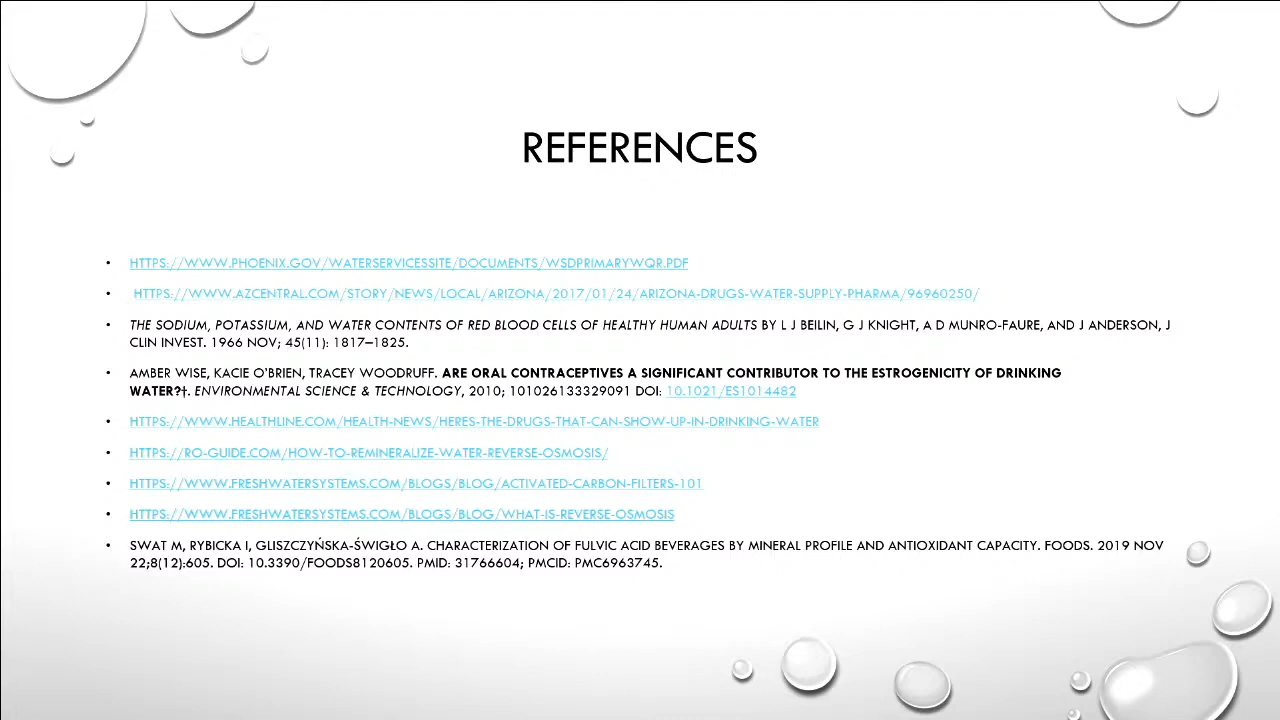 REFERENCES
• HTTPS://WWW.PHOENIX.GOV/WATERSERVICESSITE/DOCUMENTS/WSDPRIMARYWQR.PDF
• HTTPS://WWW.AZCENTRAL.COM/STORY/NEWS/LOCAL/ARIZONA/2017/01/24/ARIZONA-DRUGS-WATER-SUPPLY-PHARMA/96960250/
• THE SODIUM, POTASSIUM, AND WATER CONTENTS OF RED BLOOD CELLS OF HEALTHY HUMAN ADULTS BY L J BEILIN, G J KNIGHT, A D MUNRO-FAURE, AND J ANDERSON, J
CLIN INVEST. 1966 NOV; 45(11): 1817–1825.
• AMBER WISE, KACIE O'BRIEN, TRACEY WOODRUFF. ARE ORAL CONTRACEPTIVES A SIGNIFICANT CONTRIBUTOR TO THE ESTROGENICITY OF DRINKING
WATER?†. ENVIRONMENTAL SCIENCE & TECHNOLOGY, 2010; 101026133329091 DOI: 10.1021/ES1014482
• HTTPS://WWW.HEALTHLINE.COM/HEALTH-NEWS/HERES-THE-DRUGS-THAT-CAN-SHOW-UP-IN-DRINKING-WATER
• HTTPS://RO-GUIDE.COM/HOW-TO-REMINERALIZE-WATER-REVERSE-OSMOSIS/
• HTTPS://WWW.FRESHWATERSYSTEMS.COM/BLOGS/BLOG/ACTIVATED-CARBON-FILTERS-101
• HTTPS://WWW.FRESHWATERSYSTEMS.COM/BLOGS/BLOG/WHAT-IS-REVERSE-OSMOSIS
• SWAT M, RYBICKA I, GLISZCZYŃSKA-ŚWIGŁO A. CHARACTERIZATION OF FULVIC ACID BEVERAGES BY MINERAL PROFILE AND ANTIOXIDANT CAPACITY. FOODS. 2019 NOV
22;8(12):605. DOI: 10.3390/FOODS8120605. PMID: 31766604; PMCID: PMC6963745.